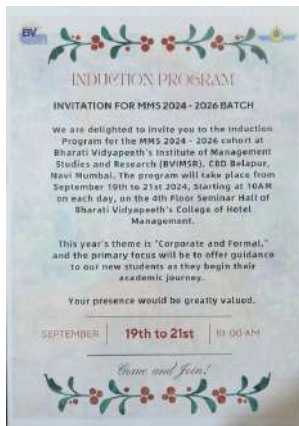 BV
INDUCTION PROGRAM
INVITATION FOR MMS 2024 - 2026 BATCH
We are delighted to invite you to the Induction
Program for the MMS 2024 - 2026 cohort at
Bharati Vidyapeeth's Institute of Management
Studies and Research (BVIMSR), CBD Belapur,
Navi Mumbai. The program will take place from
September 19th to 21st 2024, Starting at 10AM
on each day, on the 4th Floor Seminar Hall of
Bharati Vidyapeeth's College of Hotel
Management.
This year's theme is "Corporate and Formal,"
and the primary focus will be to offer guidance
to our new students as they begin their
academic journey.
Your presence would be greatly valued.
SEPTEMBER 19th to 21st 10:00 AM
Come and Join!